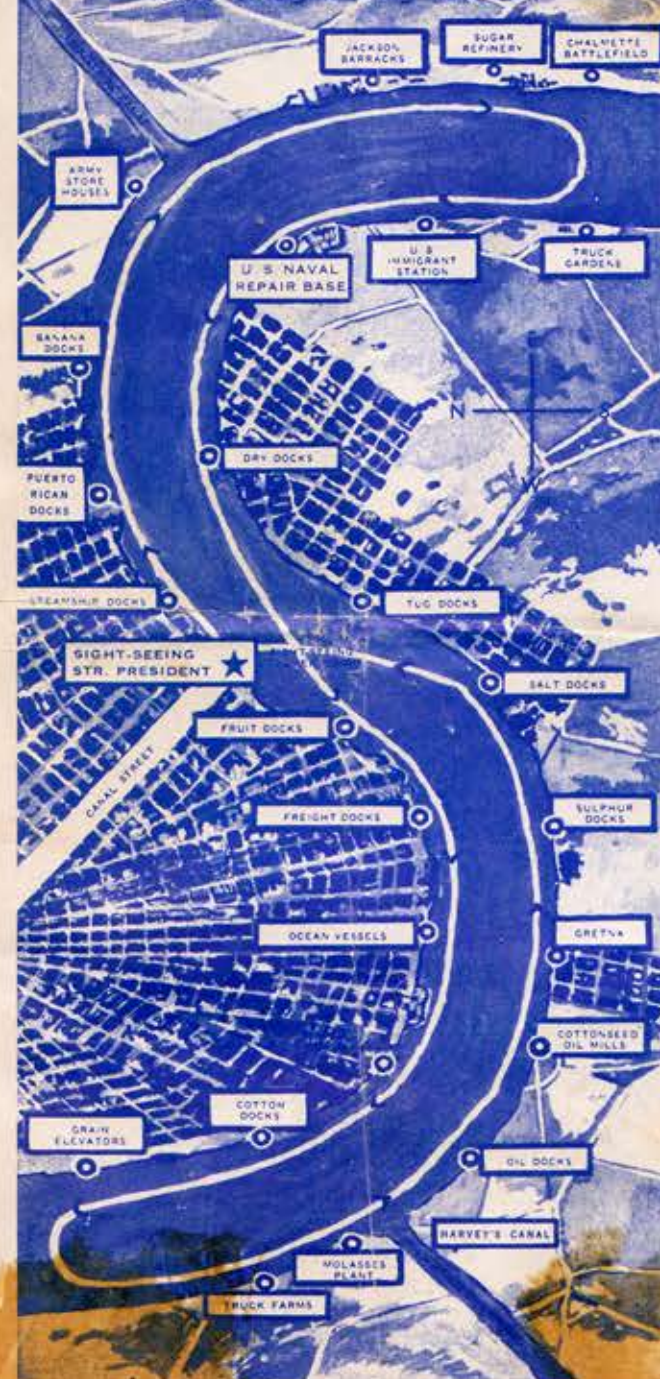 JACKSON
BARRACKS
SUGAR
REFINERY
CHALMETTE
BATTLEFIELD
ARMY
STORE
HOUSES
U S NAVAL
REPAIR BASE
U S
IMMIGRANT
STATION
TRUCK
GARDENS
BANANA
DOCKS
N
S
W
DRY DOCKS
PUERTO
RICAN
DOCKS
STEAMSHIP DOCKS
TUG DOCKS
SIGHT-SEEING
STR. PRESIDENT
SALT DOCKS
FRUIT DOCKS
CANAL STREET
FREIGHT DOCKS
SULPHUR
DOCKS
OCEAN VESSELS
GRETNA
COTTONSEED
OIL MILLS
COTTON
DOCKS
GRAIN
ELEVATORS
OIL DOCKS
HARVEY'S CANAL
MOLASSES
PLANT
TRUCK FARMS